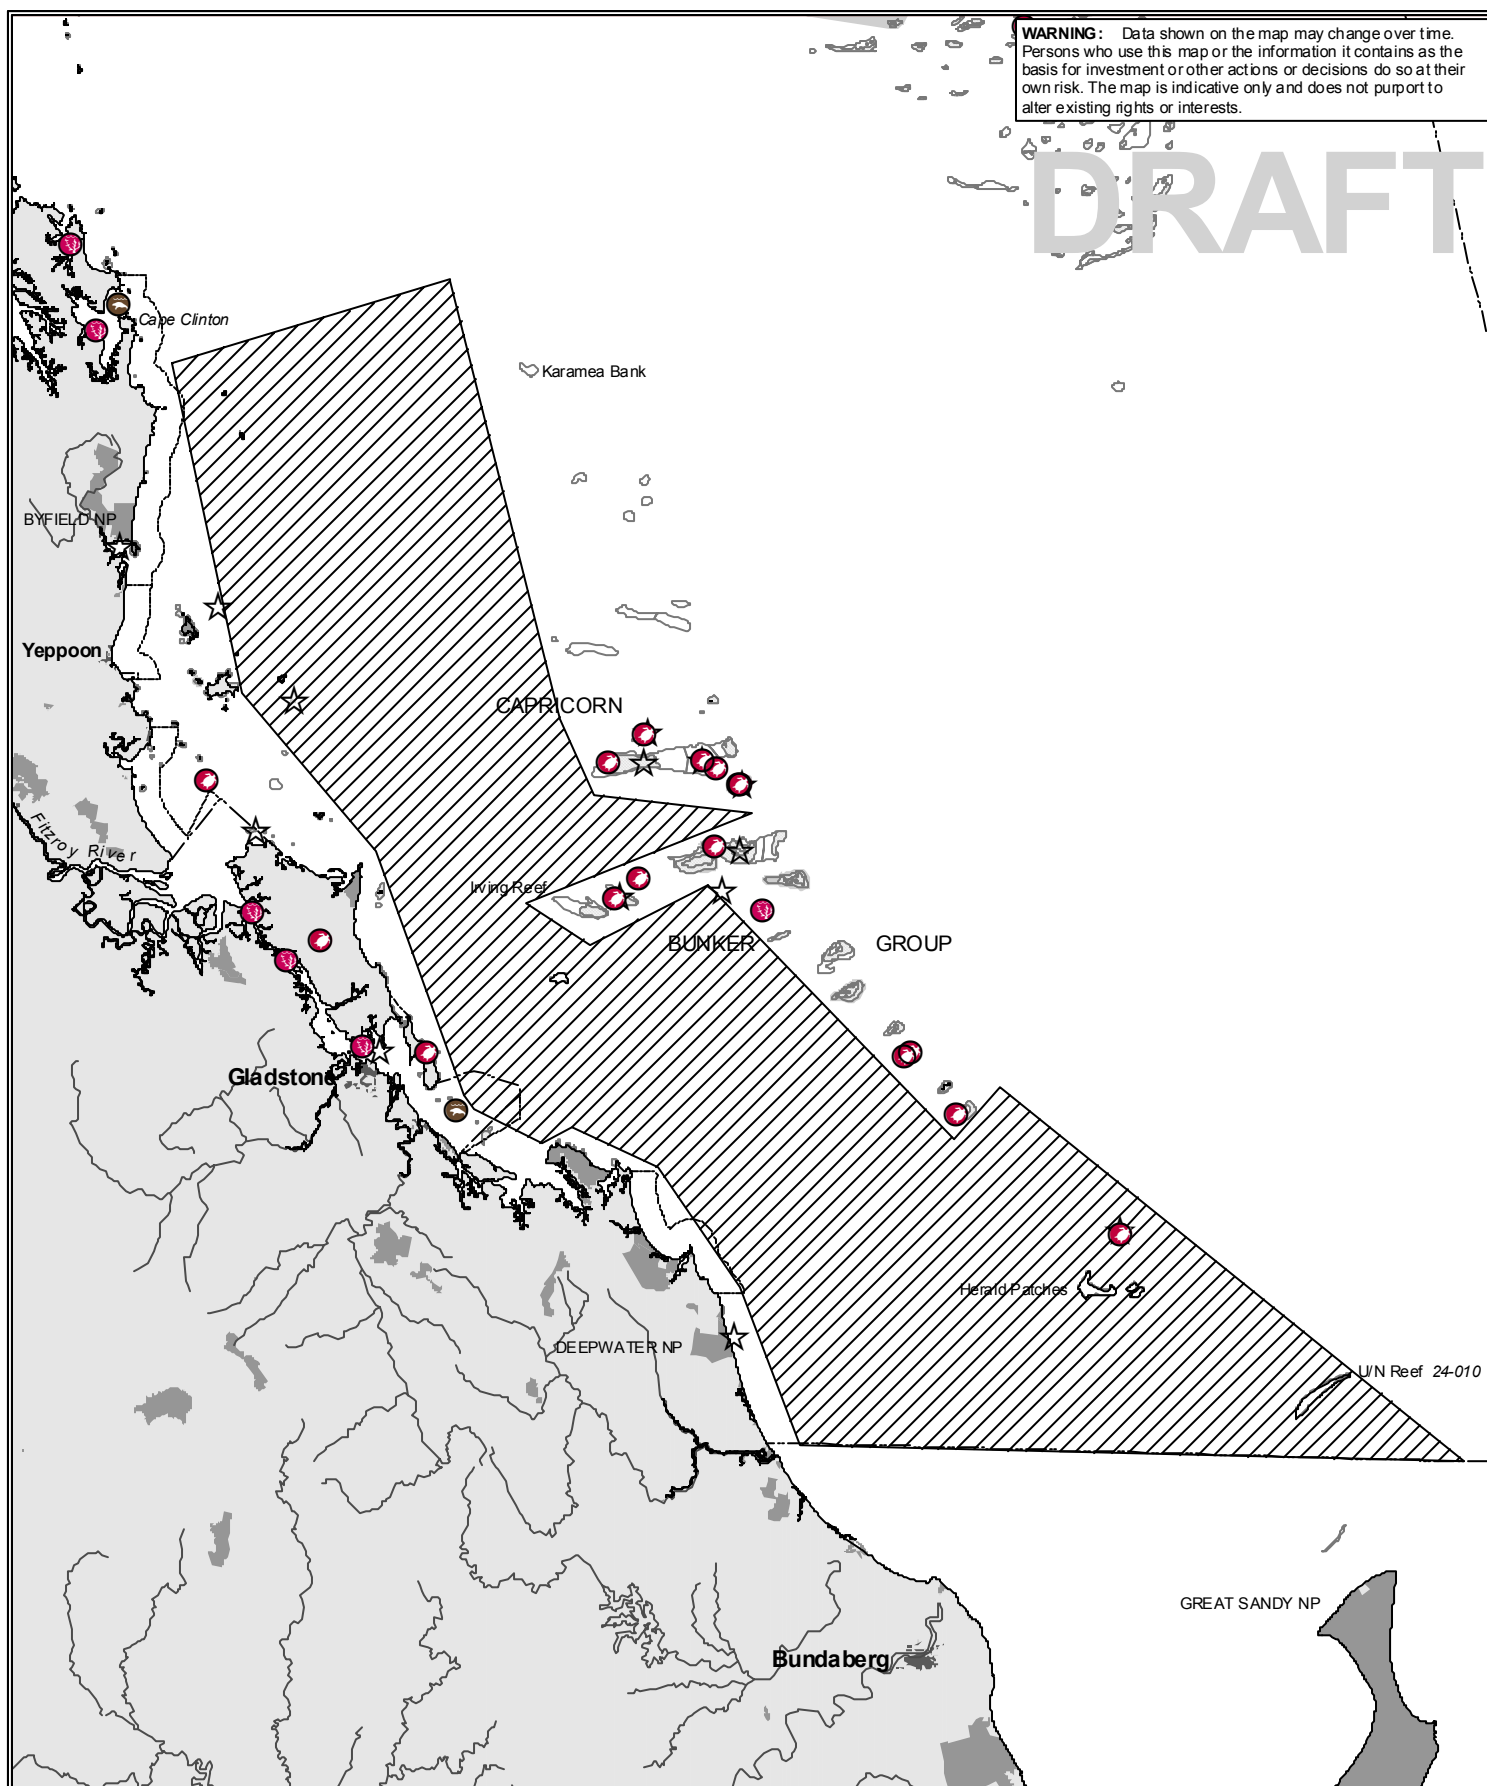 WARNING: Data shown on the map may change over time.
Persons who use this map or the information it contains as the
basis for investment or other actions or decisions do so at their
own risk. The map is indicative only and does not purport to
alter existing rights or interests.
DRAFT
Cape Clinton
Karamea Bank
BYFIELD NP
Yeppoon
CAPRICORN
Fitzroy River
Irving Reef
BUNKER GROUP
Gladstone
Herald Patches
DEEPWATER NP
U/N Reef 24-010
GREAT SANDY NP
Bundaberg